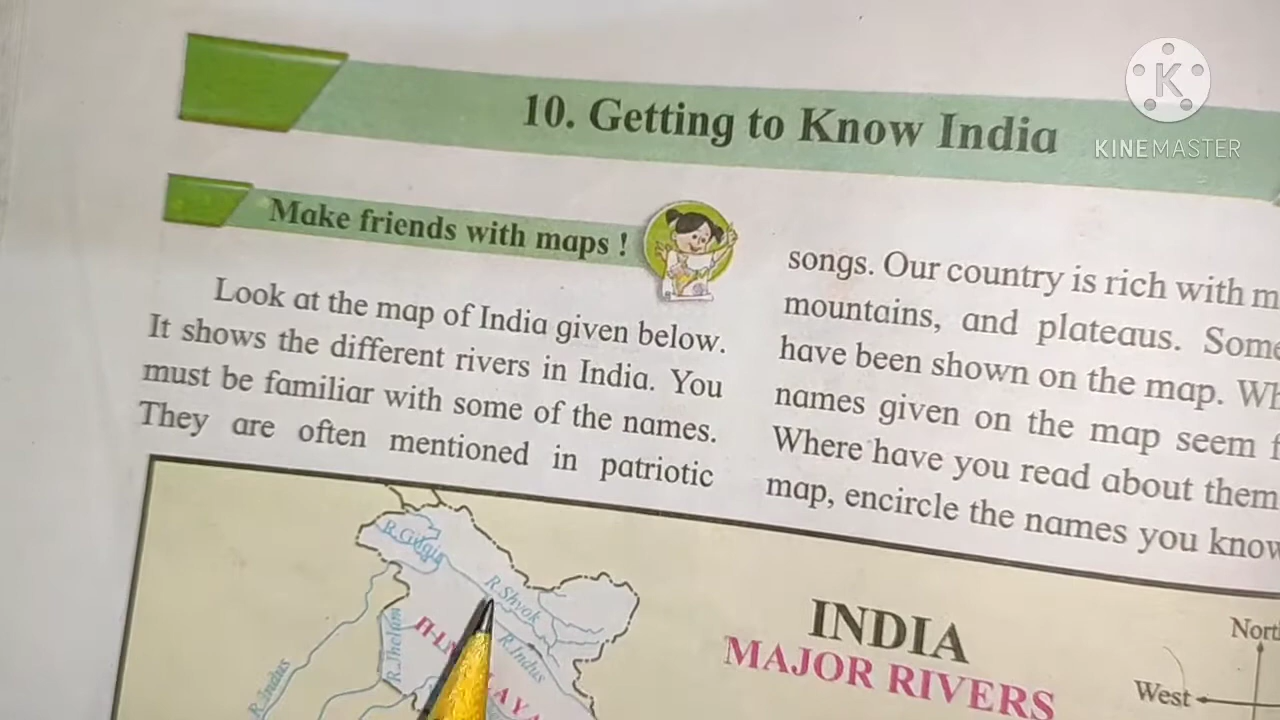 10. Getting to Know India
KINEMASTER
Make friends with maps !
Look at the map of India given below.
It shows the different rivers in India. You
must be familiar with some of the names.
They are often mentioned in patriotic
songs. Our country is rich with
mountains, and plateaus.
have been shown on the map.
names given on the map seem
Where have you read about them
map, encircle the names you know
R.Gilgit
R.Shyok
R.Indus
R.Jhelam
R.Indus
INDIA
MAJOR RIVERS
West